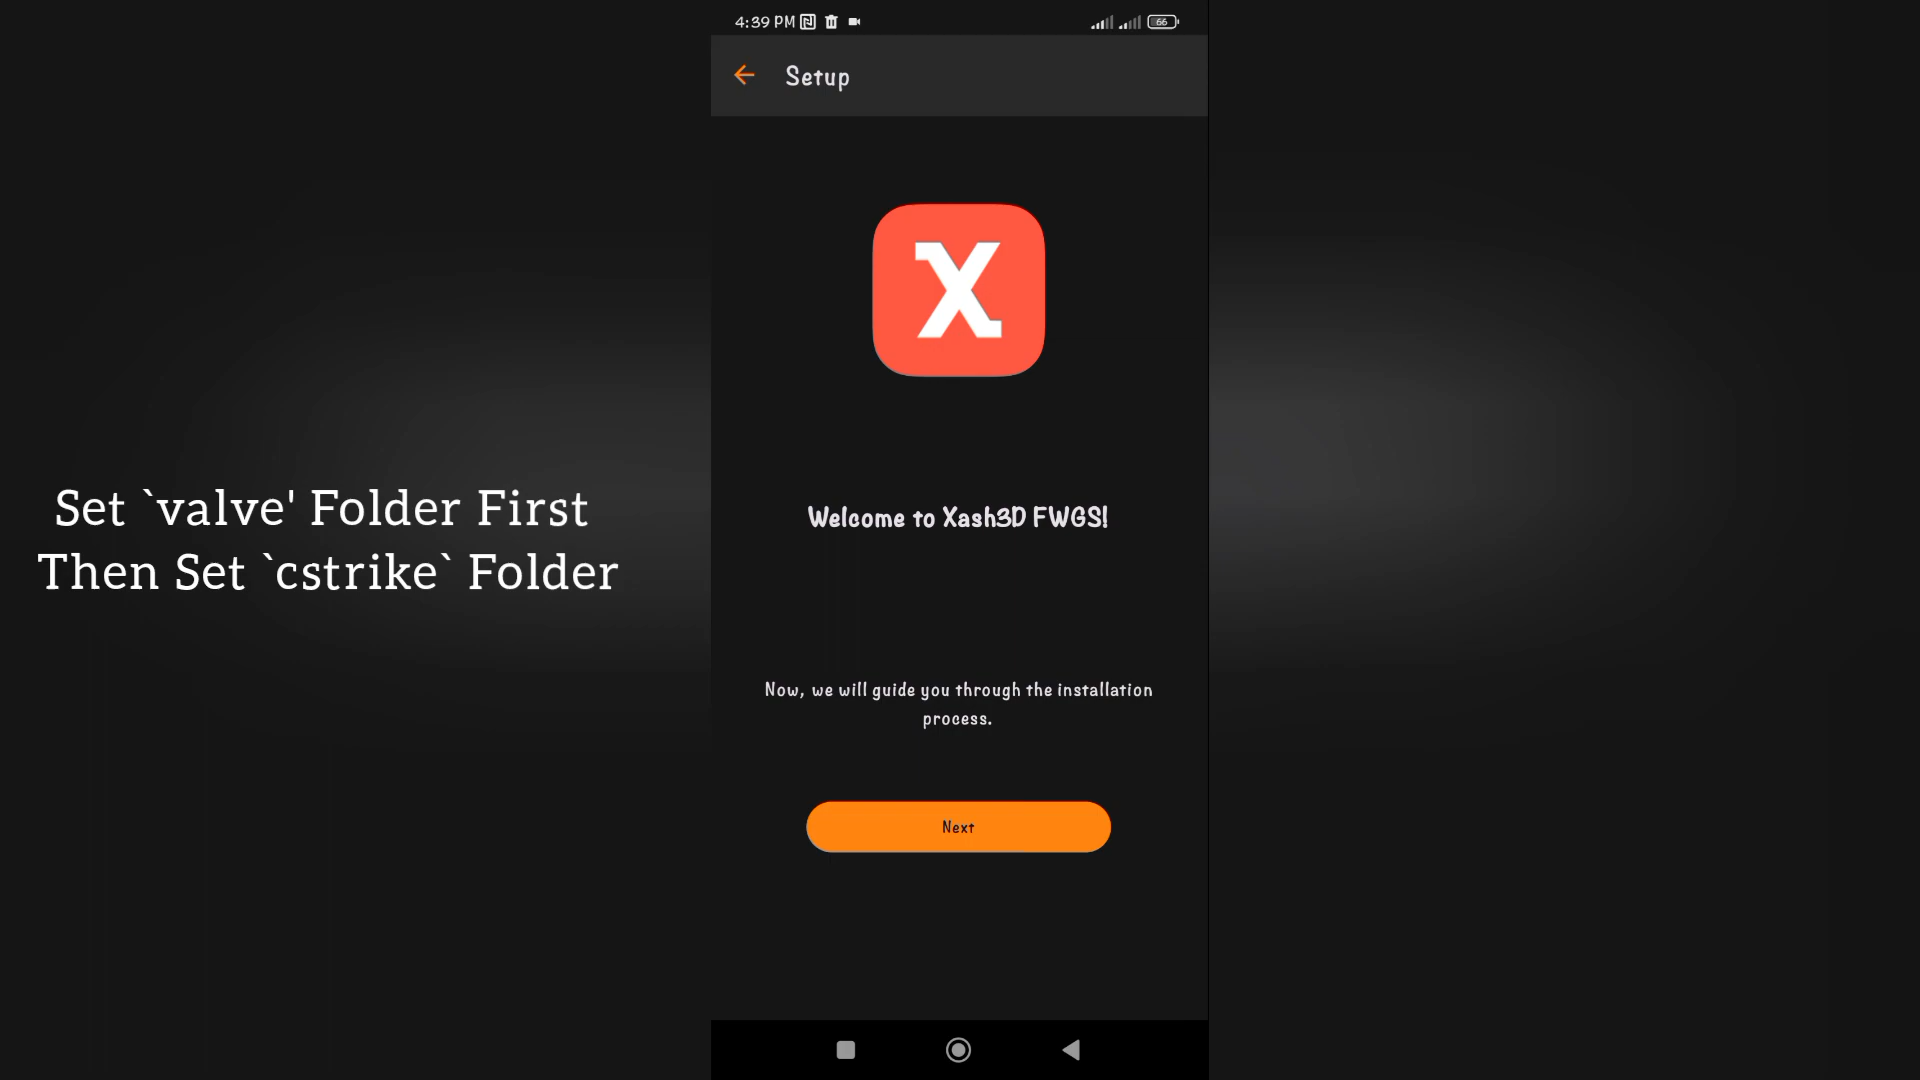 4:39 PM
66
Setup
X
Welcome to Xash3D FWGS!
Set `valve' Folder First
Then Set `cstrike` Folder
Now, we will guide you through the installation
process.
Next